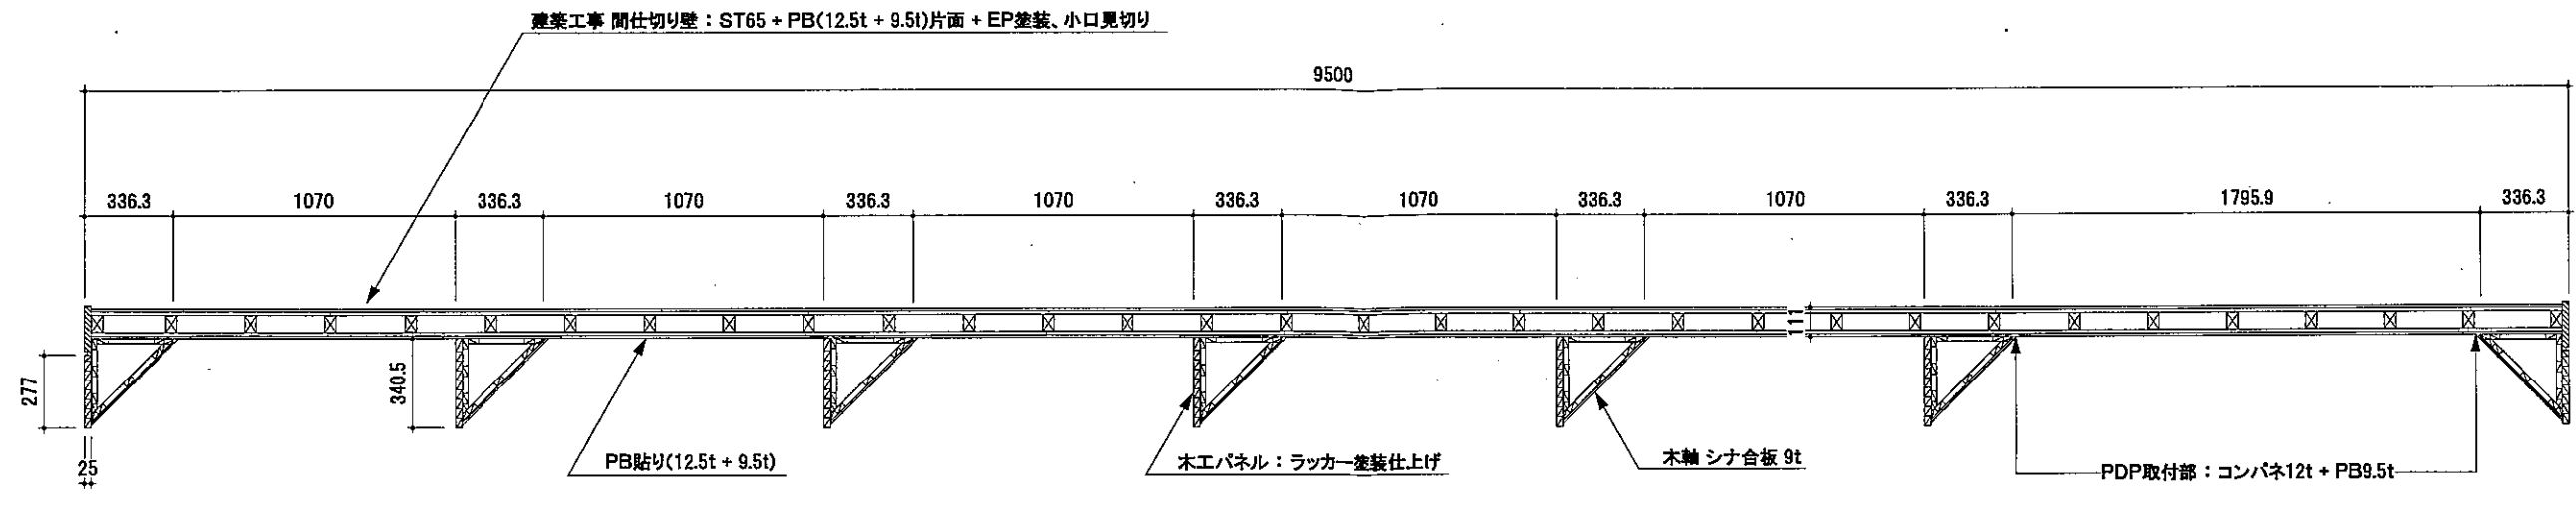 建築工事 間仕切り壁：ST65 + PB(12.5t + 9.5t)片面 + EP塗装、小口見切り
9500
336.3 1070 336.3 1070 336.3 1070 336.3 1070 336.3 1070 336.3 1795.9 336.3
111
277
340.5
25
PB貼り(12.5t + 9.5t)
木工パネル：ラッカー塗装仕上げ
木軸 シナ合板 9t
PDP取付部：コンパネ12t + PB9.5t